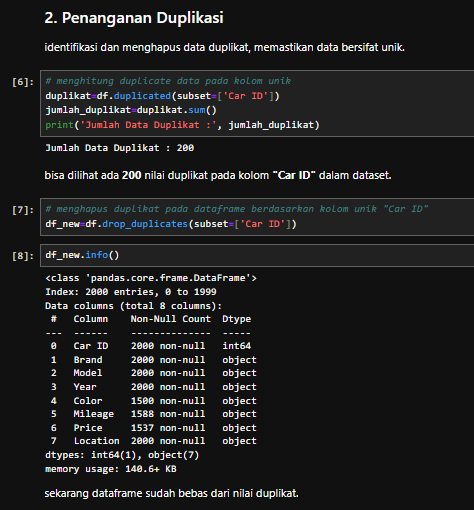 2. Penanganan Duplikasi
identifikasi dan menghapus data duplikat, memastikan data bersifat unik.
[6]: # menghitung duplicate data pada kolom unik
duplikat=df.duplicated(subset=['Car ID'])
jumlah_duplikat=duplikat.sum()
print('Jumlah Data Duplikat :', jumlah_duplikat)
Jumlah Data Duplikat : 200
bisa dilihat ada 200 nilai duplikat pada kolom "Car ID" dalam dataset.
[7]: # menghapus duplikat pada dataframe berdasarkan kolom unik "Car ID"
df_new=df.drop_duplicates(subset=['Car ID'])
[8]: df_new.info()
<class 'pandas.core.frame.DataFrame'>
Index: 2000 entries, 0 to 1999
Data columns (total 8 columns):
#   Column    Non-Null Count  Dtype
---  ------    --------------  -----
0   Car ID    2000 non-null   int64
1   Brand     2000 non-null   object
2   Model     2000 non-null   object
3   Year      2000 non-null   object
4   Color     1500 non-null   object
5   Mileage   1588 non-null   object
6   Price     1537 non-null   object
7   Location  2000 non-null   object
dtypes: int64(1), object(7)
memory usage: 140.6+ KB
sekarang dataframe sudah bebas dari nilai duplikat.